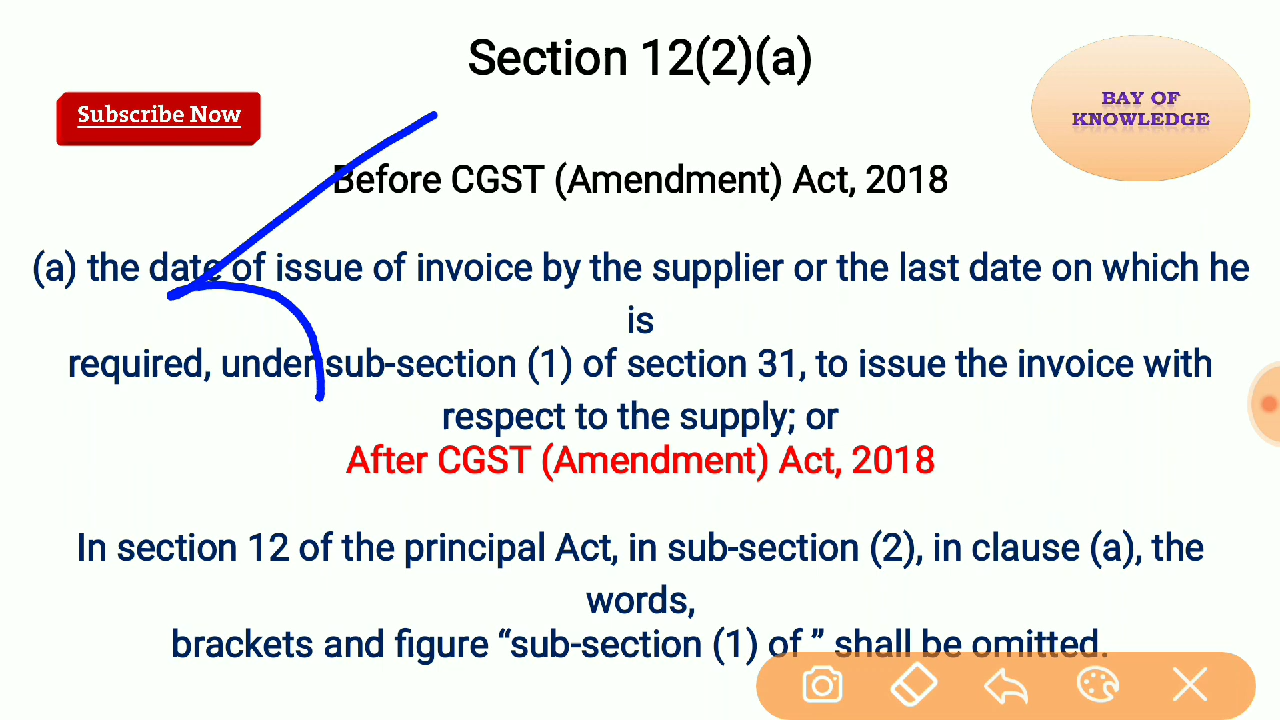 Section 12(2)(a)
Subscribe Now
BAY OF
KNOWLEDGE
Before CGST (Amendment) Act, 2018
(a) the date of issue of invoice by the supplier or the last date on which he
is
required, under sub-section (1) of section 31, to issue the invoice with
respect to the supply; or
After CGST (Amendment) Act, 2018
In section 12 of the principal Act, in sub-section (2), in clause (a), the
words,
brackets and figure “sub-section (1) of ” shall be omitted.